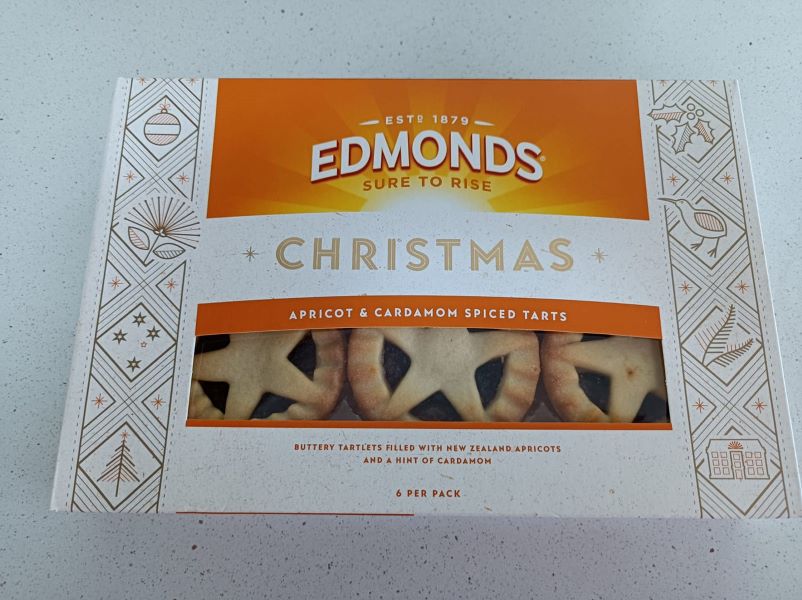 ESTD 1879
EDMONDS®
SURE TO RISE
CHRISTMAS
APRICOT & CARDAMOM SPICED TARTS
BUTTERY TARTLETS FILLED WITH NEW ZEALAND APRICOTS
AND A HINT OF CARDAMOM
6 PER PACK